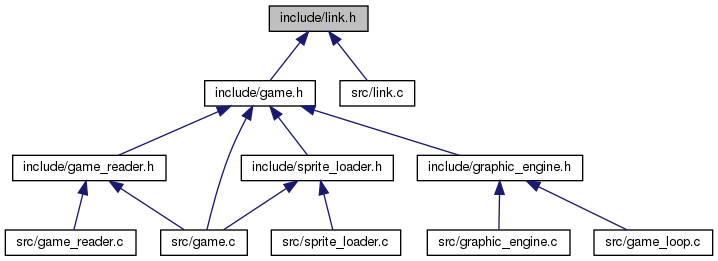 include/link.h
include/game.h
src/link.c
include/game_reader.h
include/sprite_loader.h
include/graphic_engine.h
src/game_reader.c
src/game.c
src/sprite_loader.c
src/graphic_engine.c
src/game_loop.c